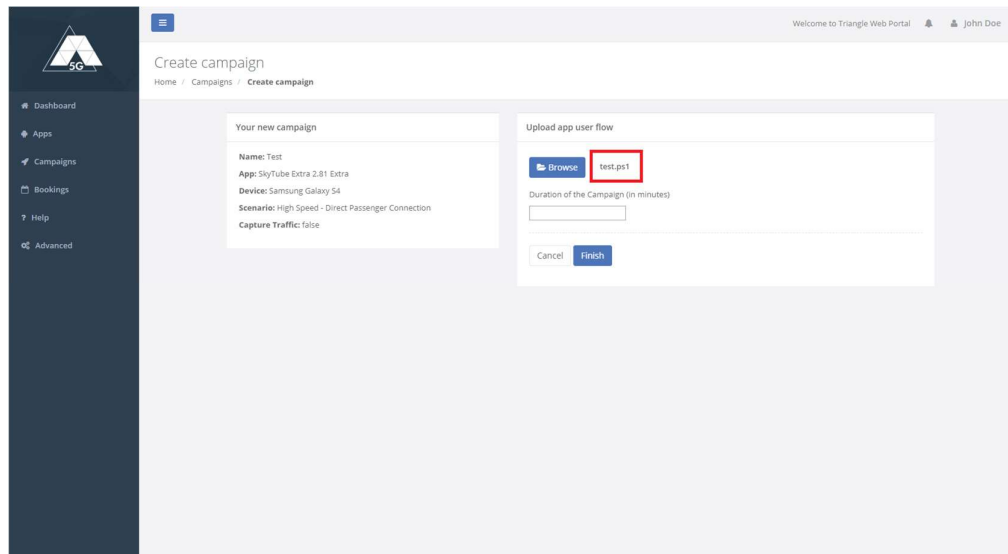 5G
Welcome to Triangle Web Portal John Doe
Create campaign
Home / Campaigns / Create campaign
Dashboard
Apps
Campaigns
Bookings
? Help
Advanced
Your new campaign
Name: Test
App: SkyTube Extra 2.81 Extra
Device: Samsung Galaxy S4
Scenario: High Speed - Direct Passenger Connection
Capture Traffic: false
Upload app user flow
Browse test.ps1
Duration of the Campaign (in minutes)
Cancel Finish